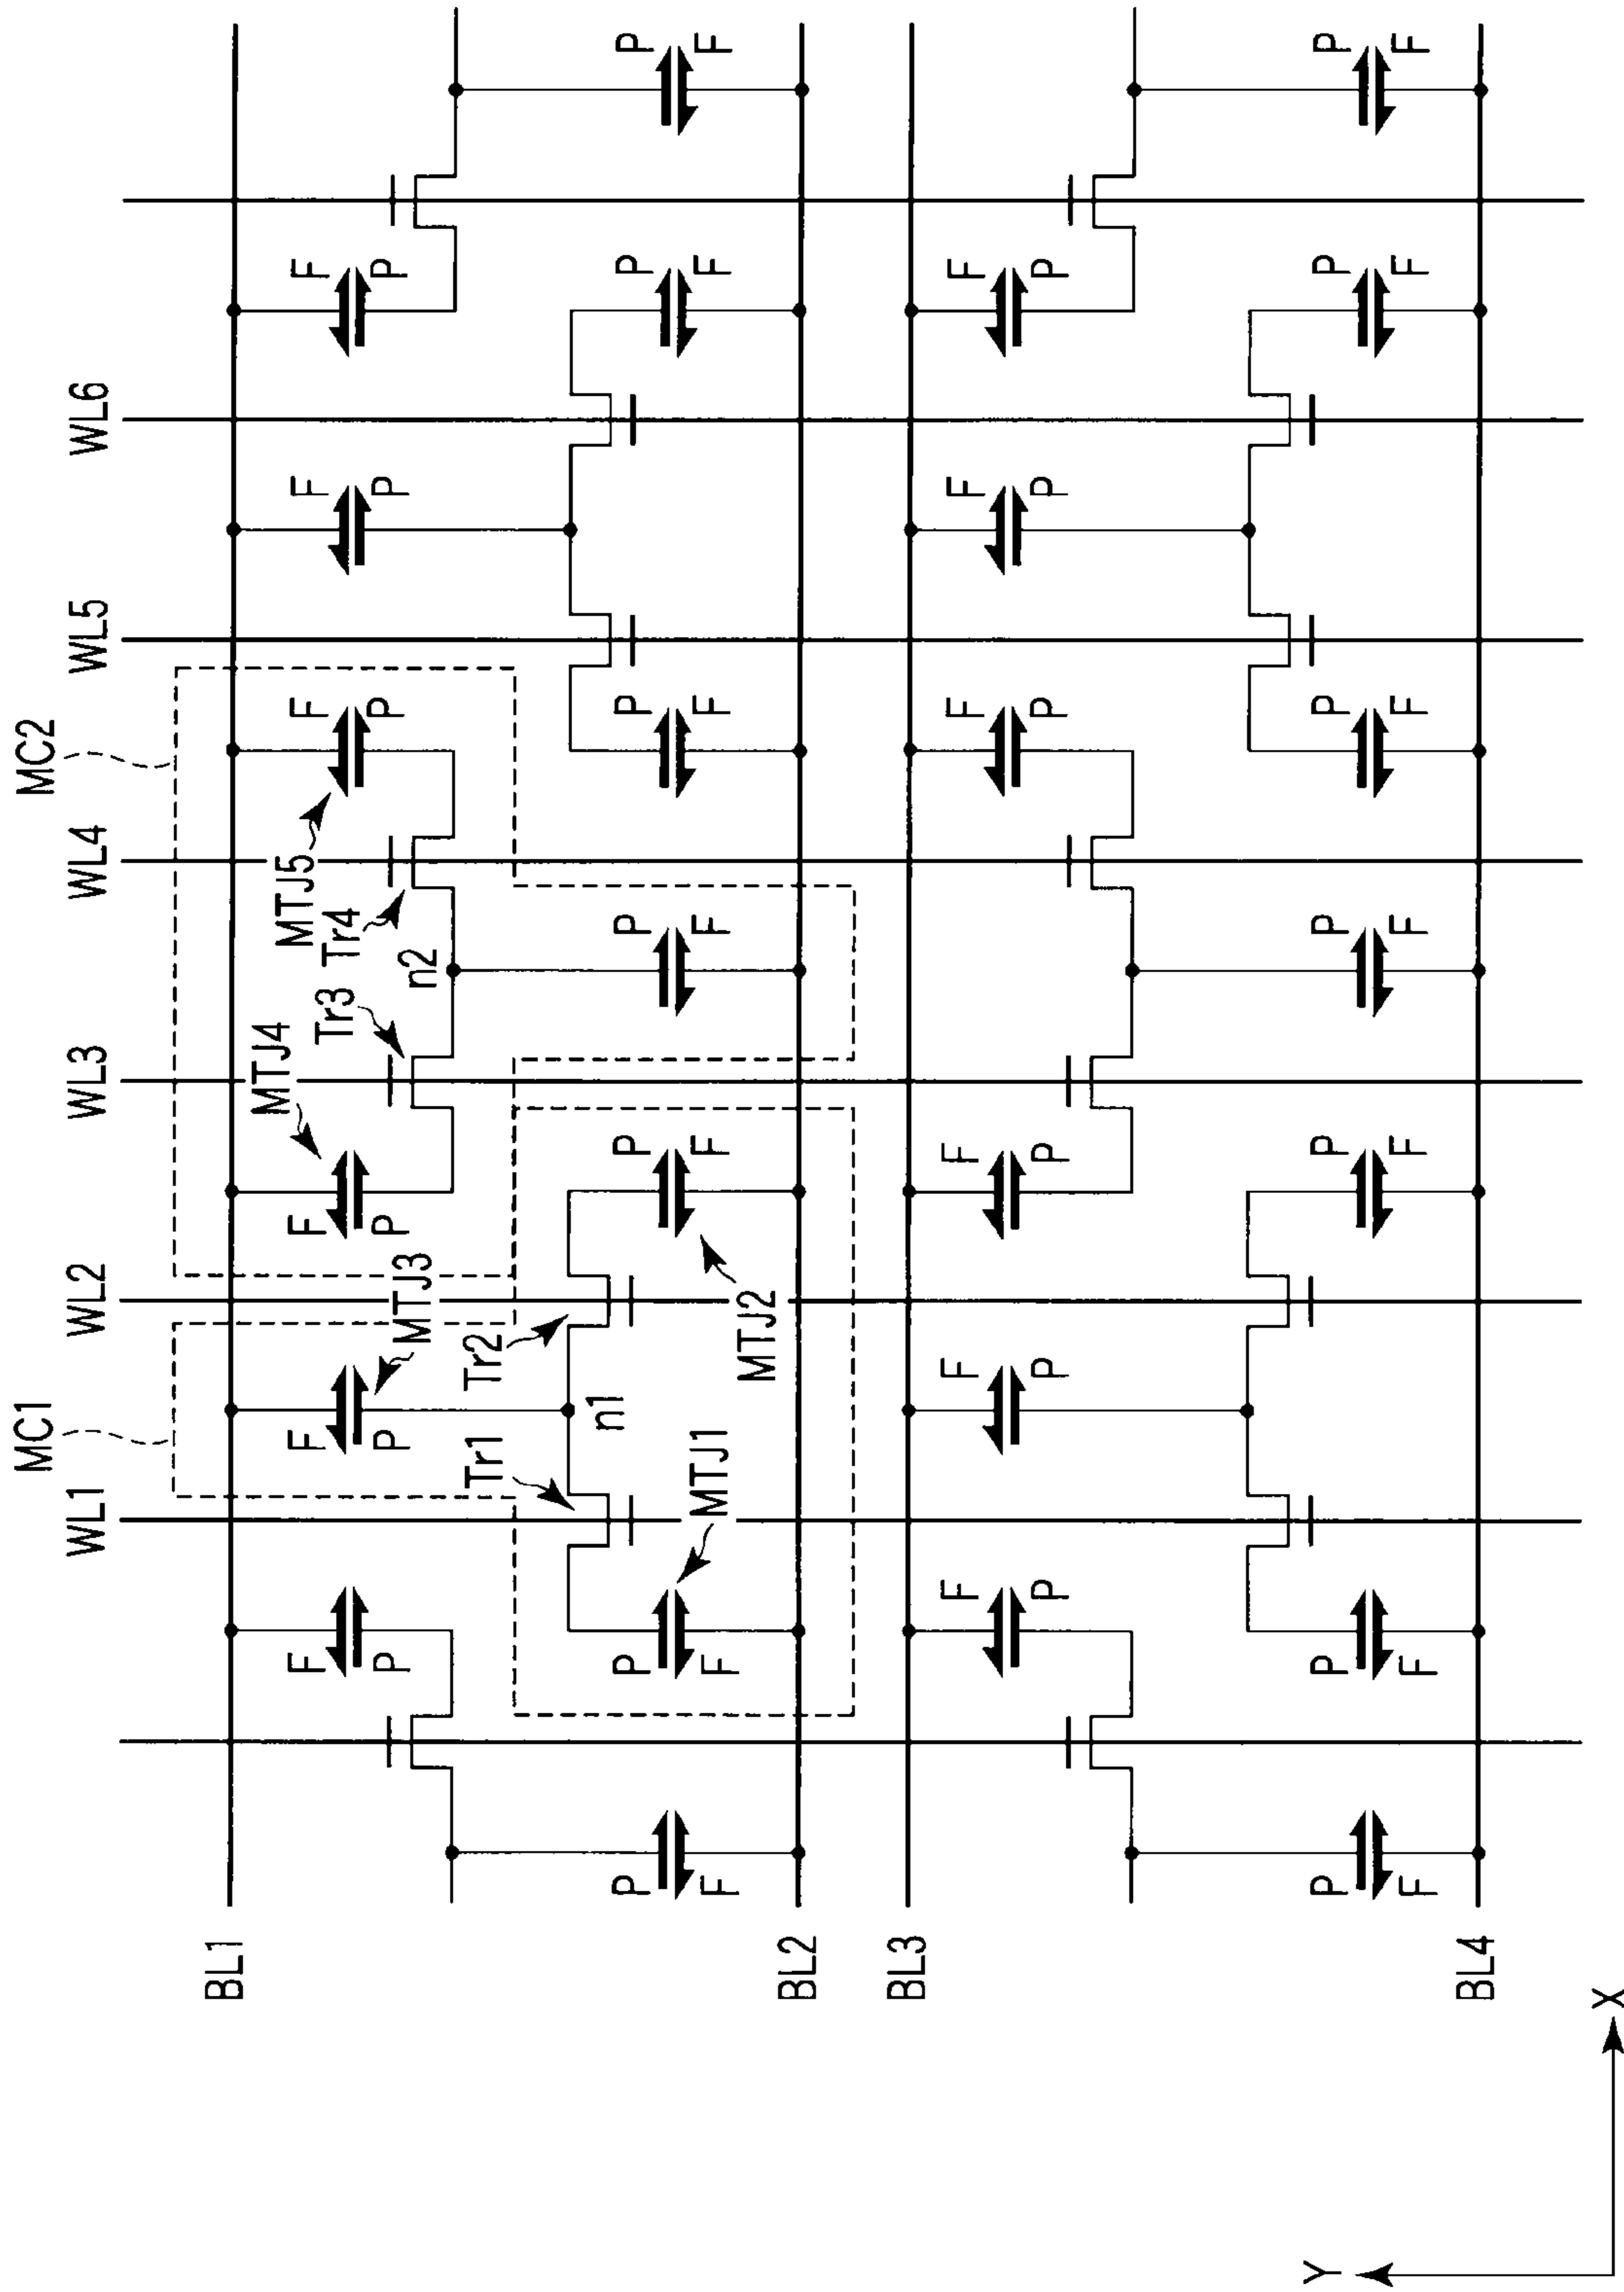 MC1 MC2
WL1 WL2 WL3 WL4 WL5 WL6
BL1
MTJ4 MTJ5
F F F F F F
Tr3 Tr4
P P P P P P
MTJ3
n2
Tr1 Tr2
n1
P P P P P P P
MTJ1
F F F F F F F
MTJ2
BL2
BL3
F F F F F F
P P P P P P
P P P P P P P
F F F F F F F
BL4
Y
X